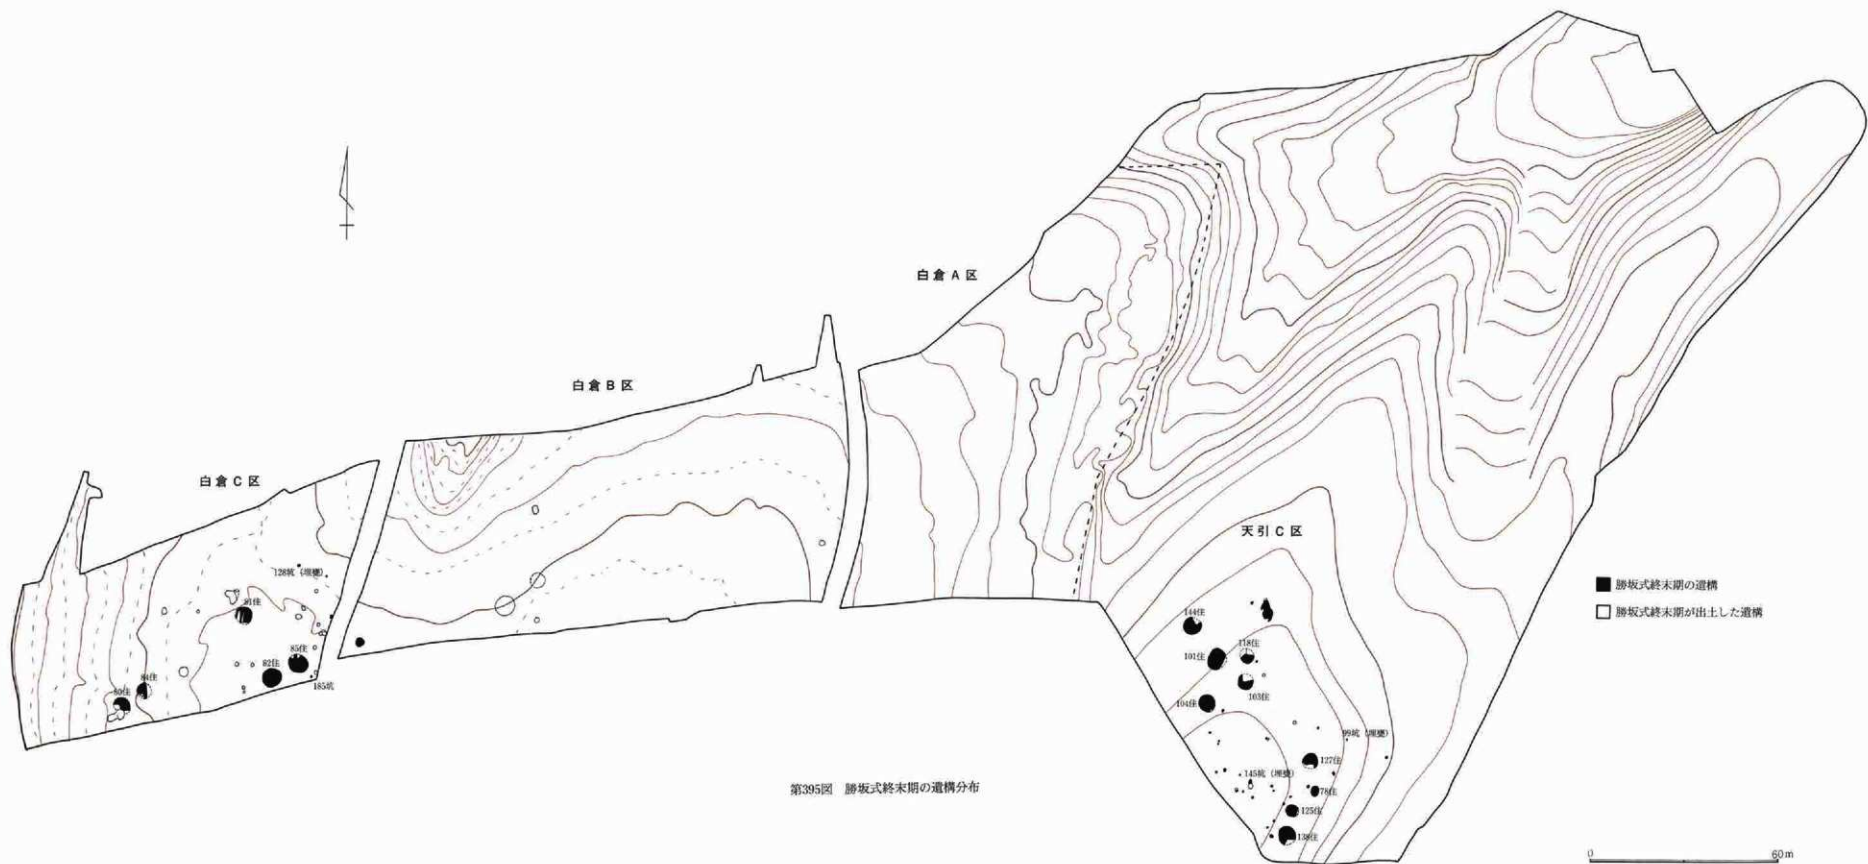 白倉A区
白倉B区
白倉C区
天引C区
128坑（埋甕）
91住
85住
82住
84住
80住
185坑
144住
118住
101住
103住
104住
99坑（埋甕）
127住
145坑（埋甕）
78住
125住
138住
勝坂式終末期の遺構
勝坂式終末期が出土した遺構
第395図 勝坂式終末期の遺構分布
0 60m